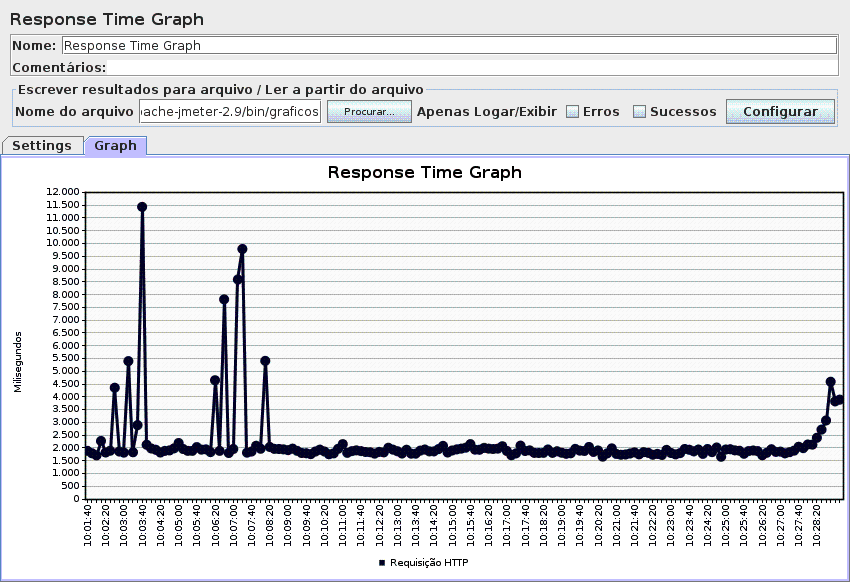 Response Time Graph
Nome: Response Time Graph
Comentários:
Escrever resultados para arquivo / Ler a partir do arquivo
Nome do arquivo ache-jmeter-2.9/bin/graficos Procurar... Apenas Logar/Exibir Erros Sucessos Configurar
Settings Graph
Response Time Graph
12.000
11.500
11.000
10.500
10.000
9.500
9.000
8.500
8.000
7.500
7.000
6.500
6.000
5.500
5.000
4.500
4.000
3.500
3.000
2.500
2.000
1.500
1.000
500
0
Milisegundos
10:01:40 10:02:20 10:03:00 10:03:40 10:04:20 10:05:00 10:05:40 10:06:20 10:07:00 10:07:40 10:08:20 10:09:00 10:09:40 10:10:20 10:11:00 10:11:40 10:12:20 10:13:00 10:13:40 10:14:20 10:15:00 10:15:40 10:16:20 10:17:00 10:17:40 10:18:20 10:19:00 10:19:40 10:20:20 10:21:00 10:21:40 10:22:20 10:23:00 10:23:40 10:24:20 10:25:00 10:25:40 10:26:20 10:27:00 10:27:40 10:28:20
Requisição HTTP